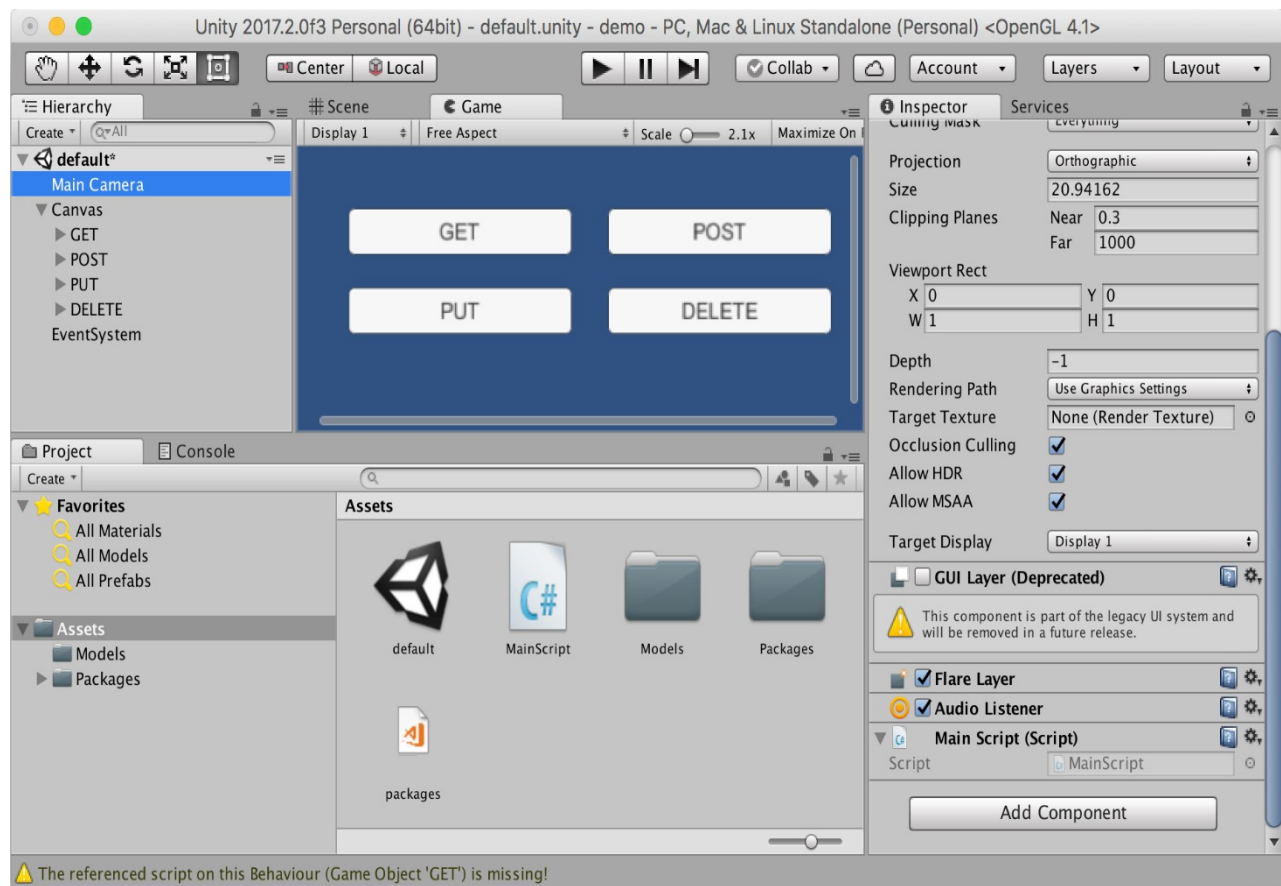 Unity 2017.2.0f3 Personal (64bit) - default.unity - demo - PC, Mac & Linux Standalone (Personal) <OpenGL 4.1>
Center Local Collab Account Layers Layout
Hierarchy
Create All
default*
Main Camera
Canvas
GET
POST
PUT
DELETE
EventSystem
Scene Game
Display 1 Free Aspect Scale 2.1x Maximize On
GET POST
PUT DELETE
Project Console
Create
Favorites
All Materials
All Models
All Prefabs
Assets
Models
Packages
Assets
default MainScript Models Packages
C#
packages
Inspector Services
Culling Mask Everything
Projection Orthographic
Size 20.94162
Clipping Planes Near 0.3
Far 1000
Viewport Rect
X 0 Y 0
W 1 H 1
Depth -1
Rendering Path Use Graphics Settings
Target Texture None (Render Texture)
Occlusion Culling
Allow HDR
Allow MSAA
Target Display Display 1
GUI Layer (Deprecated)
This component is part of the legacy UI system and
will be removed in a future release.
Flare Layer
Audio Listener
Main Script (Script)
Script MainScript
Add Component
The referenced script on this Behaviour (Game Object 'GET') is missing!